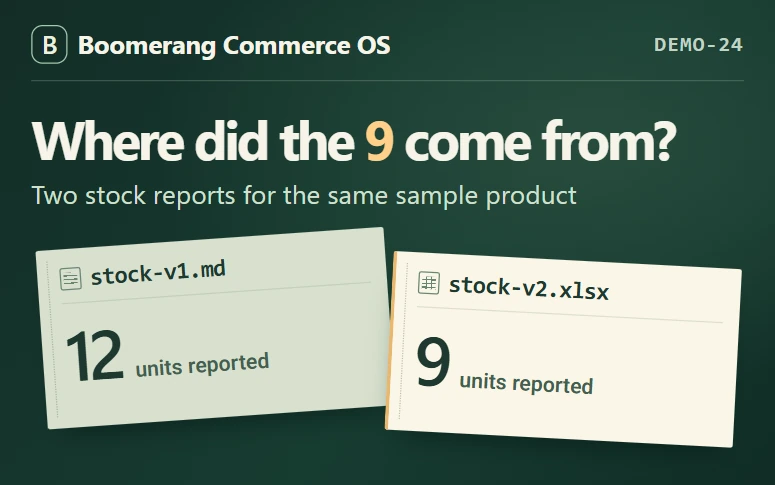 B Boomerang Commerce OS
DEMO-24
Where did the 9 come from?
Two stock reports for the same sample product
stock-v1.md
12 units reported
stock-v2.xlsx
9 units reported